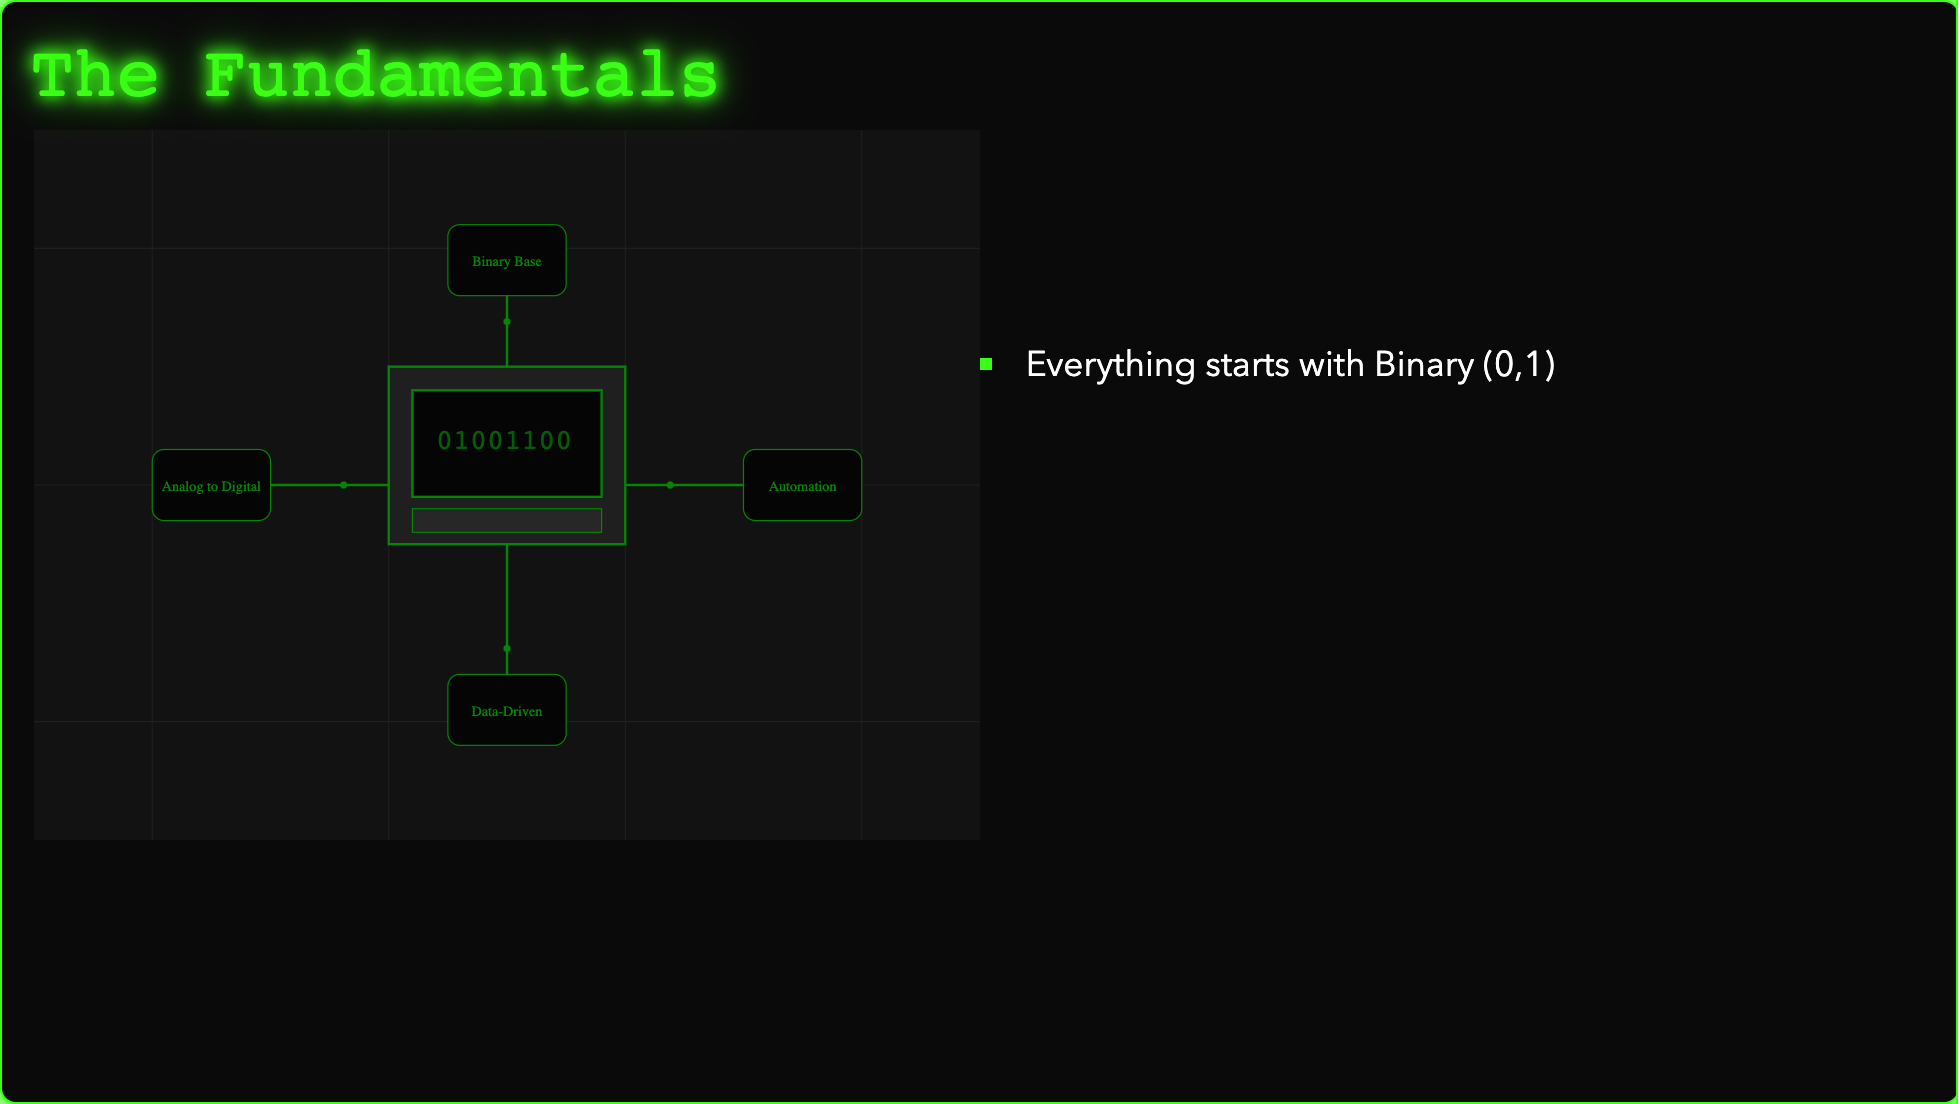 The Fundamentals
Binary Base
01001100
Analog to Digital
Automation
Data-Driven
Everything starts with Binary (0,1)